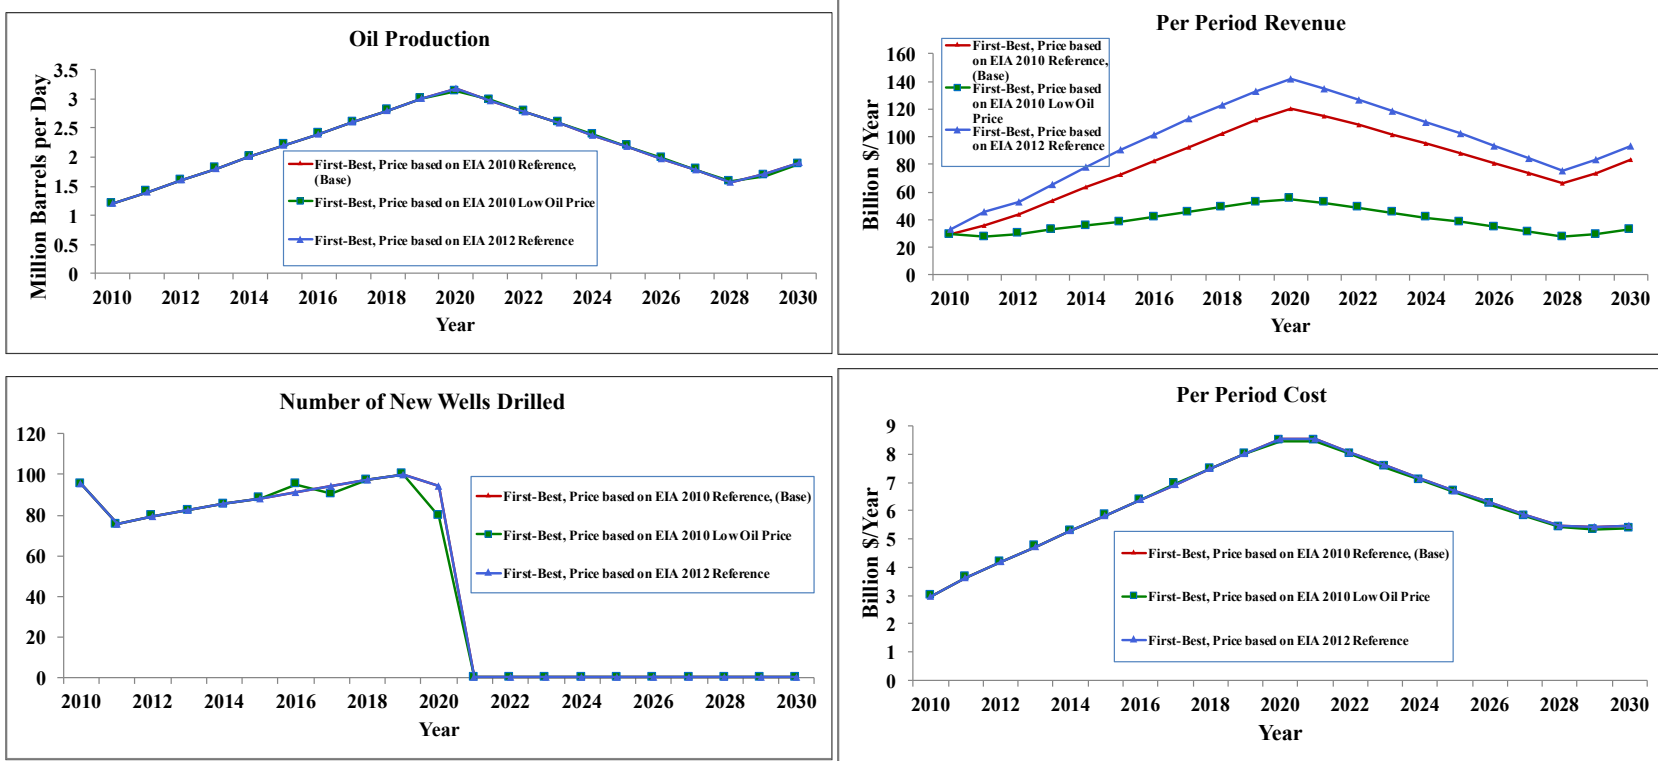 Oil Production
Million Barrels per Day
3.5
3
2.5
2
1.5
1
0.5
0
First-Best, Price based on EIA 2010 Reference,
(Base)
First-Best, Price based on EIA 2010 Low Oil Price
First-Best, Price based on EIA 2012 Reference
2010 2012 2014 2016 2018 2020 2022 2024 2026 2028 2030
Year
Per Period Revenue
Billion $/Year
160
140
120
100
80
60
40
20
0
First-Best, Price based
on EIA 2010 Reference,
(Base)
First-Best, Price based
on EIA 2010 Low Oil
Price
First-Best, Price based
on EIA 2012 Reference
2010 2012 2014 2016 2018 2020 2022 2024 2026 2028 2030
Year
Number of New Wells Drilled
120
100
80
60
40
20
0
First-Best, Price based on EIA 2010 Reference, (Base)
First-Best, Price based on EIA 2010 Low Oil Price
First-Best, Price based on EIA 2012 Reference
2010 2012 2014 2016 2018 2020 2022 2024 2026 2028 2030
Year
Per Period Cost
Billion $/Year
9
8
7
6
5
4
3
2
1
0
First-Best, Price based on EIA 2010 Reference, (Base)
First-Best, Price based on EIA 2010 Low Oil Price
First-Best, Price based on EIA 2012 Reference
2010 2012 2014 2016 2018 2020 2022 2024 2026 2028 2030
Year